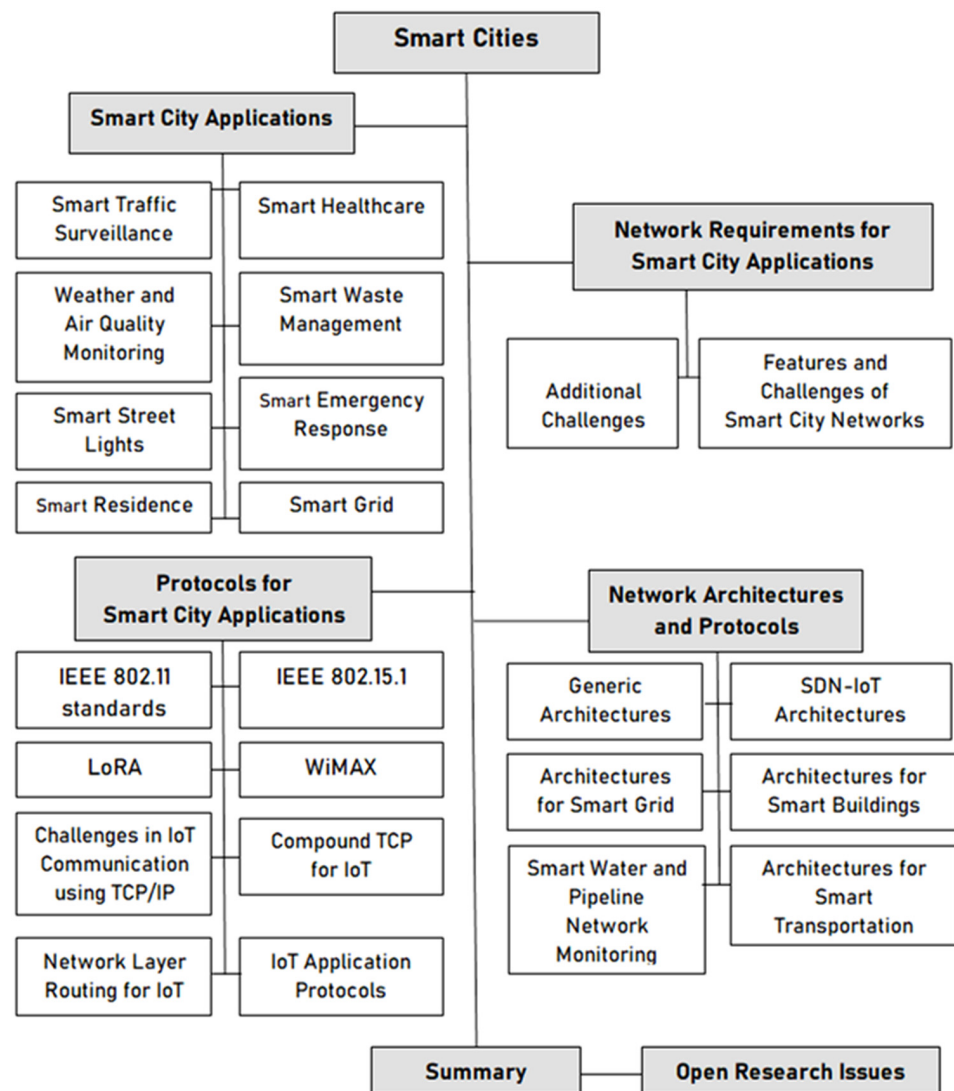 Smart Cities
Smart City Applications
Smart Traffic
Surveillance
Smart Healthcare
Weather and
Air Quality
Monitoring
Smart Waste
Management
Smart Street
Lights
Smart Emergency
Response
Smart Residence
Smart Grid
Network Requirements for
Smart City Applications
Additional
Challenges
Features and
Challenges of
Smart City Networks
Protocols for
Smart City Applications
IEEE 802.11
standards
IEEE 802.15.1
LoRA
WiMAX
Challenges in IoT
Communication
using TCP/IP
Compound TCP
for IoT
Network Layer
Routing for IoT
IoT Application
Protocols
Network Architectures
and Protocols
Generic
Architectures
SDN-IoT
Architectures
Architectures
for Smart Grid
Architectures for
Smart Buildings
Smart Water and
Pipeline
Network
Monitoring
Architectures for
Smart
Transportation
Summary
Open Research Issues